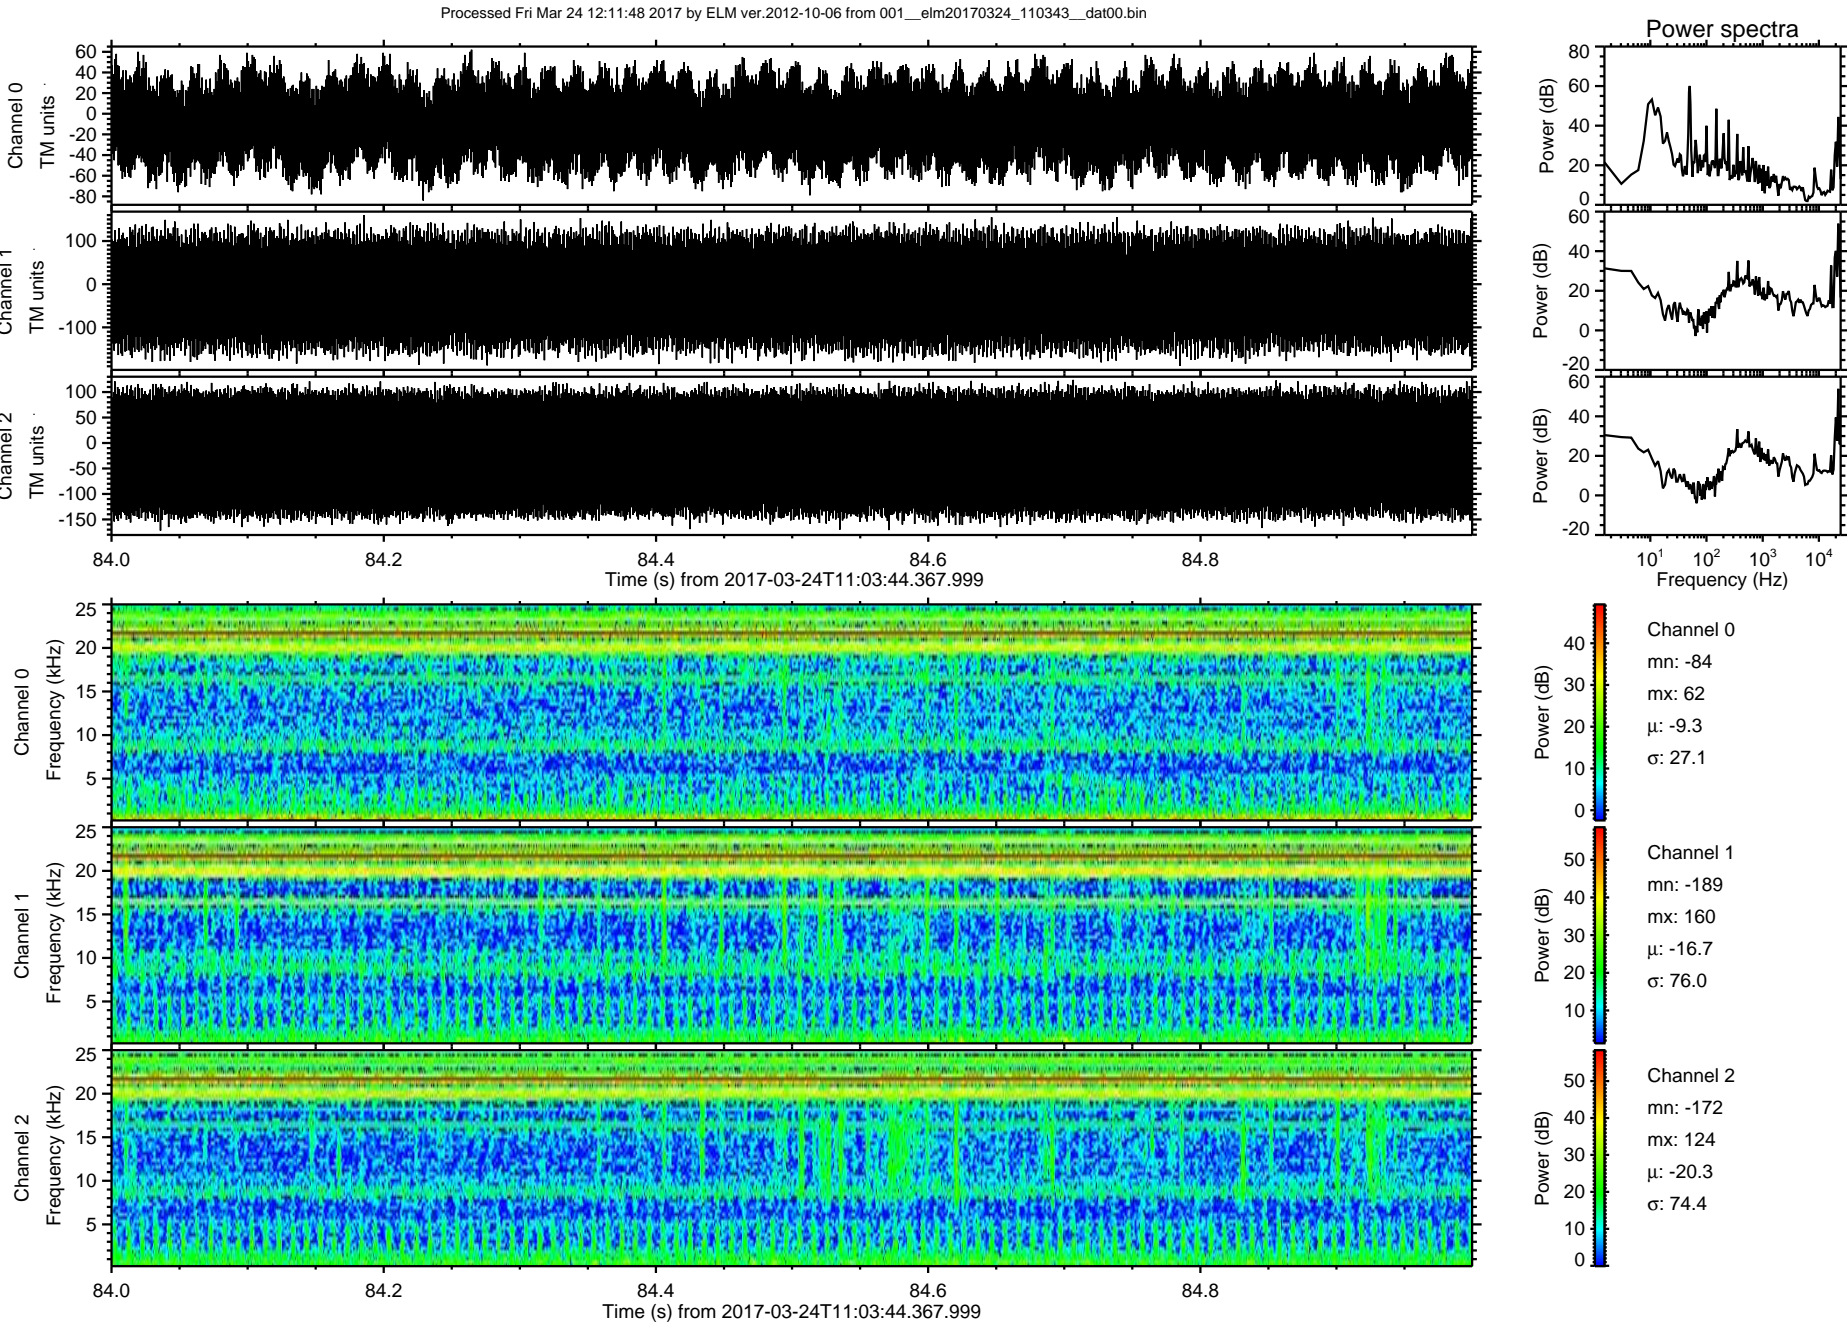 Processed Fri Mar 24 12:11:48 2017 by ELM ver.2012-10-06 from 001__elm20170324_110343__dat00.bin
Power spectra
Channel 0
TM units
60
40
20
0
-20
-40
-60
-80
Power (dB)
80
60
40
20
0
Channel 1
TM units
100
0
-100
Power (dB)
60
40
20
0
-20
Channel 2
TM units
100
50
0
-50
-100
-150
Power (dB)
60
40
20
0
-20
84.0 84.2 84.4 84.6 84.8
Time (s) from 2017-03-24T11:03:44.367.999
10¹ 10² 10³ 10⁴
Frequency (Hz)
Channel 0
Frequency (kHz)
25
20
15
10
5
Power (dB)
40
30
20
10
0
Channel 0
mn: -84
mx: 62
μ: -9.3
σ: 27.1
Channel 1
Frequency (kHz)
25
20
15
10
5
Power (dB)
50
40
30
20
10
Channel 1
mn: -189
mx: 160
μ: -16.7
σ: 76.0
Channel 2
Frequency (kHz)
25
20
15
10
5
Power (dB)
50
40
30
20
10
0
Channel 2
mn: -172
mx: 124
μ: -20.3
σ: 74.4
84.0 84.2 84.4 84.6 84.8
Time (s) from 2017-03-24T11:03:44.367.999